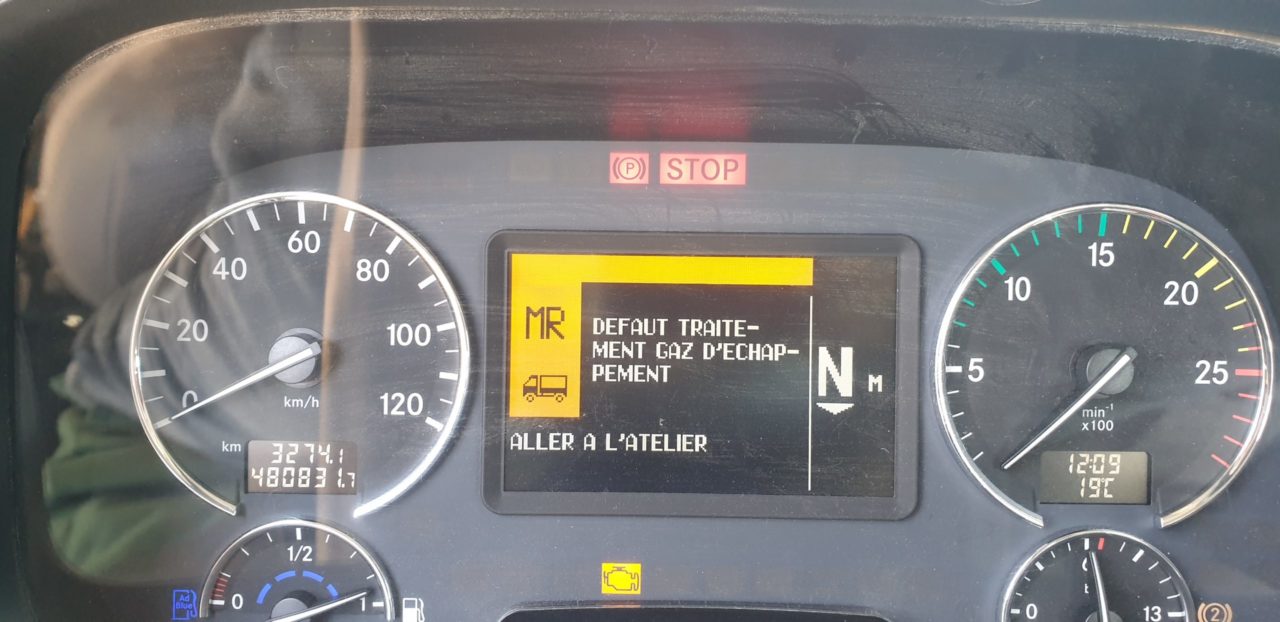 (P) STOP
0 20 40 60 80 100 120
km/h
km
3274.1
480831.7
MR
DEFAUT TRAITE-
MENT GAZ D'ECHAP-
PEMENT
ALLER A L'ATELIER
N M
5 10 15 20 25
min-1
x100
12:09
19°C
0 1/2 1
Ad
Blue
0 13
2